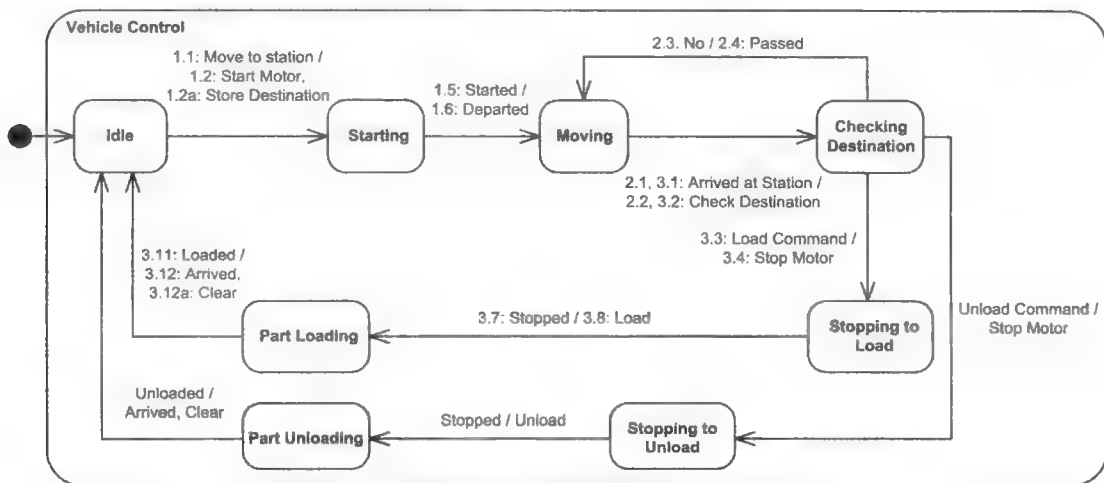 Vehicle Control
1.1: Move to station /
1.2: Start Motor,
1.2a: Store Destination
2.3. No / 2.4: Passed
1.5: Started /
1.6: Departed
Idle
Starting
Moving
Checking
Destination
2.1, 3.1: Arrived at Station /
2.2, 3.2: Check Destination
3.3: Load Command /
3.4: Stop Motor
3.11: Loaded /
3.12: Arrived,
3.12a: Clear
Part Loading
3.7: Stopped / 3.8: Load
Stopping to
Load
Unload Command /
Stop Motor
Unloaded /
Arrived, Clear
Part Unloading
Stopped / Unload
Stopping to
Unload